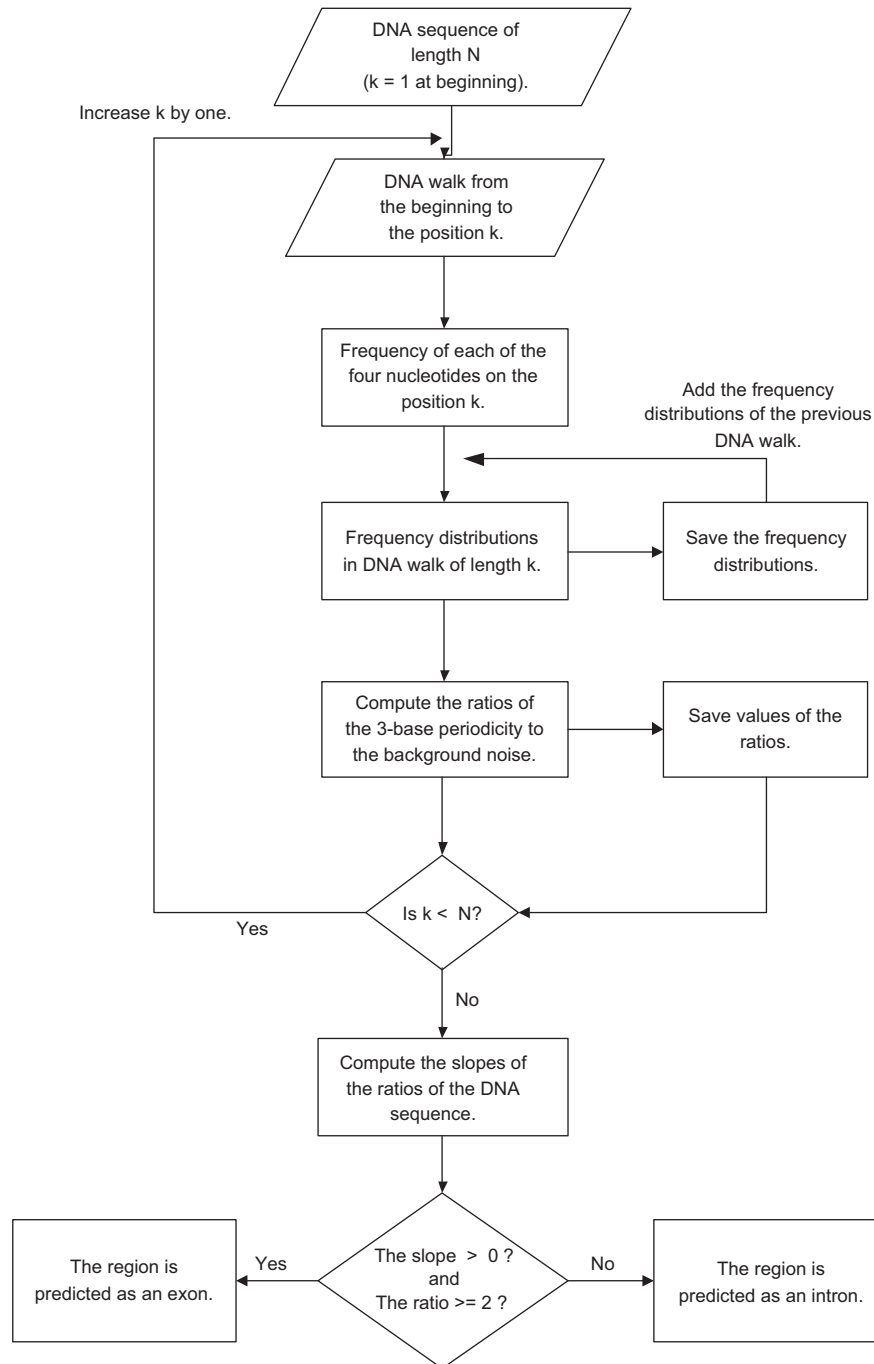 DNA sequence of
length N
(k = 1 at beginning).
Increase k by one.
DNA walk from
the beginning to
the position k.
Frequency of each of the
four nucleotides on the
position k.
Add the frequency
distributions of the previous
DNA walk.
Frequency distributions
in DNA walk of length k.
Save the frequency
distributions.
Compute the ratios of
the 3-base periodicity to
the background noise.
Save values of the
ratios.
Is k < N?
Yes
No
Compute the slopes of
the ratios of the DNA
sequence.
The slope > 0 ?
and
The ratio >= 2 ?
Yes
The region is
predicted as an exon.
No
The region is
predicted as an intron.